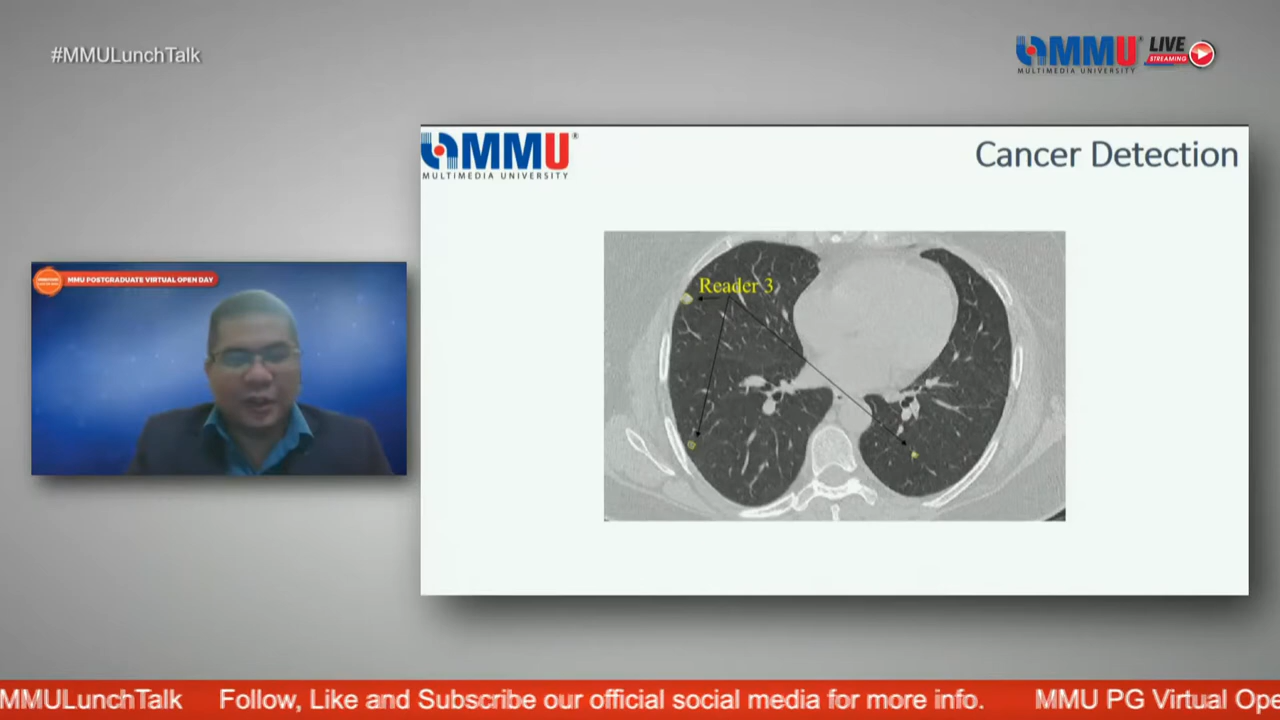 #MMULunchTalk
MMU
MULTIMEDIA UNIVERSITY
LIVE
STREAMING
MMU
MULTIMEDIA UNIVERSITY
Cancer Detection
MMU POSTGRADUATE VIRTUAL OPEN DAY
Reader 3
MMULunchTalk Follow, Like and Subscribe our official social media for more info. MMU PG Virtual Ope